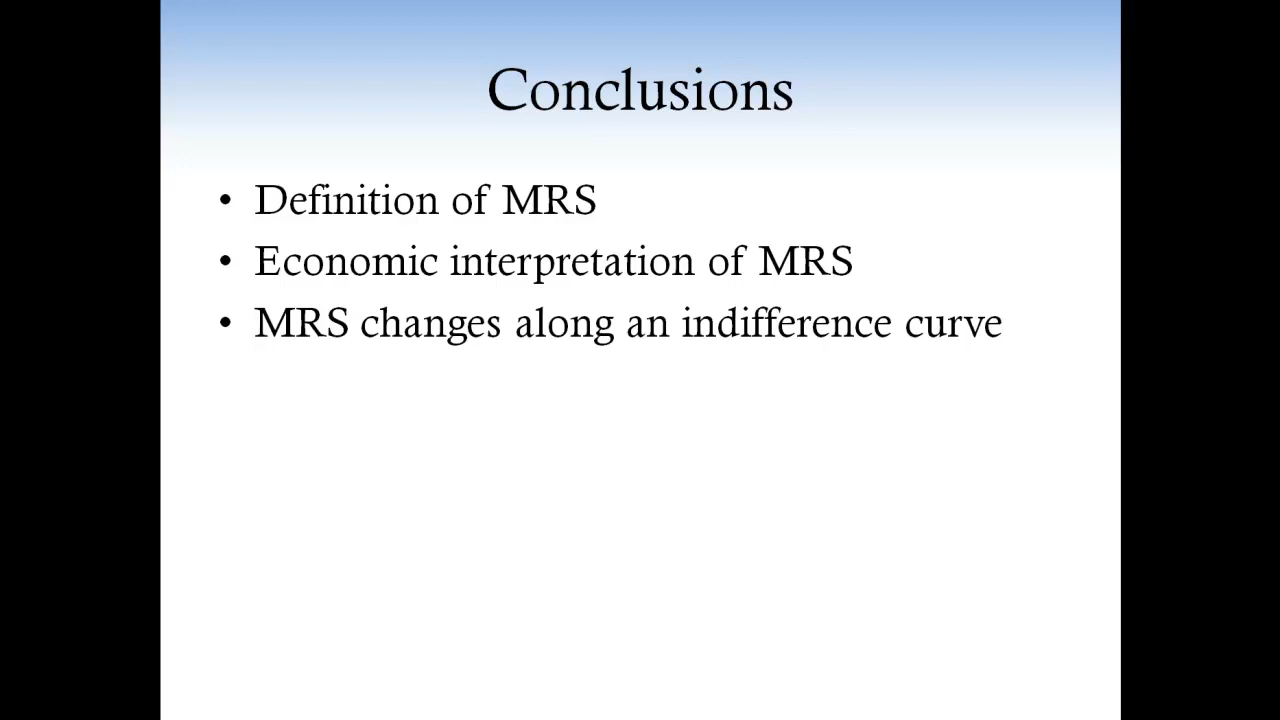 Conclusions
• Definition of MRS
• Economic interpretation of MRS
• MRS changes along an indifference curve